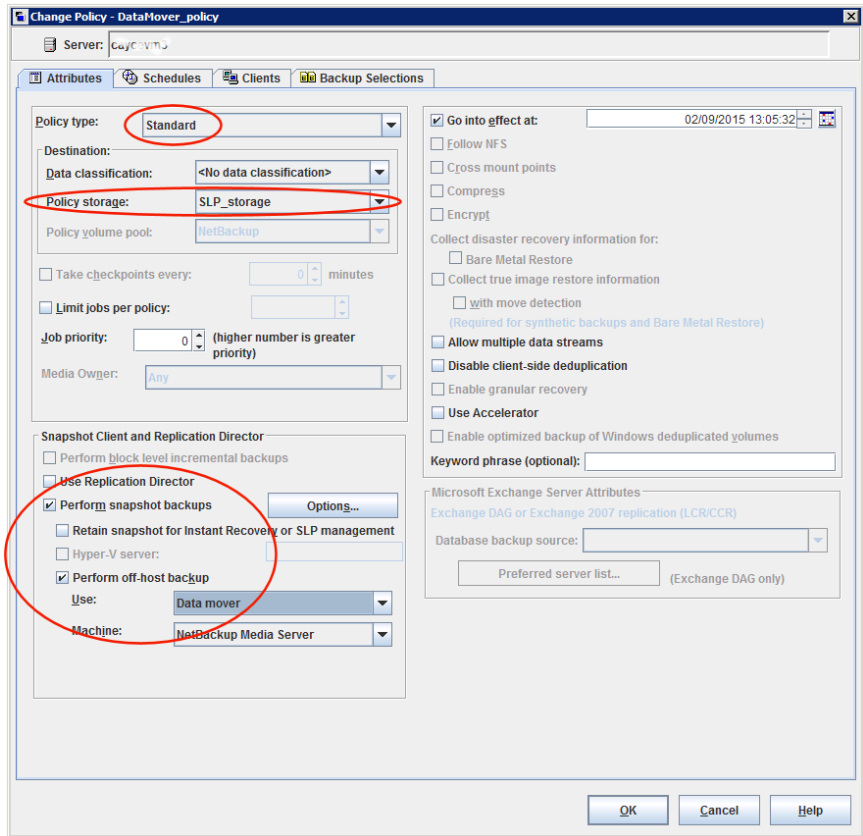 Change Policy - DataMover_policy
Server:
Attributes
Schedules
Clients
Backup Selections
Policy type: Standard
Destination:
Data classification: <No data classification>
Policy storage: SLP_storage
Policy volume pool: NetBackup
Take checkpoints every: 0 minutes
Limit jobs per policy:
Job priority: 0 (higher number is greater
priority)
Media Owner: Any
Snapshot Client and Replication Director
Perform block level incremental backups
Use Replication Director
Perform snapshot backups Options...
Retain snapshot for Instant Recovery or SLP management
Hyper-V server:
Perform off-host backup
Use: Data mover
Machine: NetBackup Media Server
Go into effect at: 02/09/2015 13:05:32
Follow NFS
Cross mount points
Compress
Encrypt
Collect disaster recovery information for:
Bare Metal Restore
Collect true image restore information
with move detection
(Required for synthetic backups and Bare Metal Restore)
Allow multiple data streams
Disable client-side deduplication
Enable granular recovery
Use Accelerator
Enable optimized backup of Windows deduplicated volumes
Keyword phrase (optional):
Microsoft Exchange Server Attributes
Exchange DAG or Exchange 2007 replication (LCR/CCR)
Database backup source:
Preferred server list... (Exchange DAG only)
OK
Cancel
Help